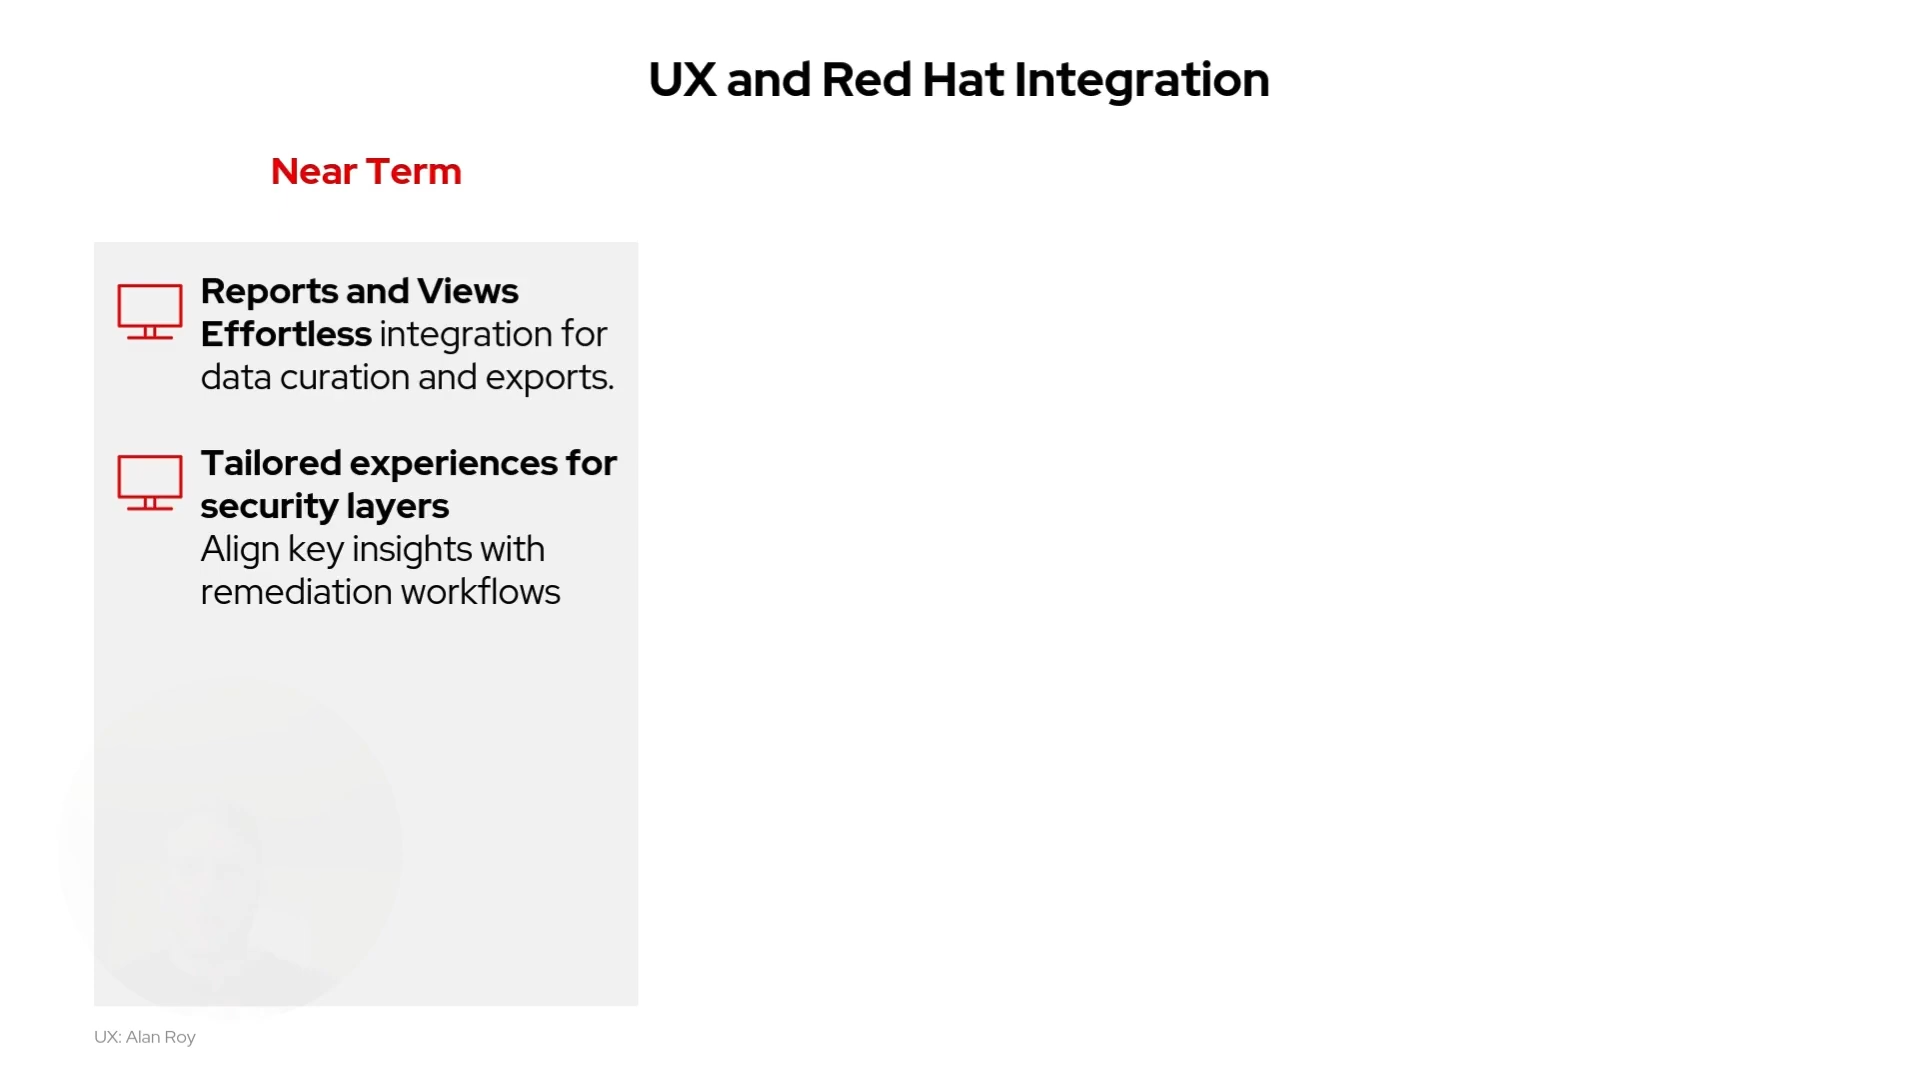 UX and Red Hat Integration
Near Term
Reports and Views
Effortless integration for
data curation and exports.
Tailored experiences for
security layers
Align key insights with
remediation workflows
UX: Alan Roy